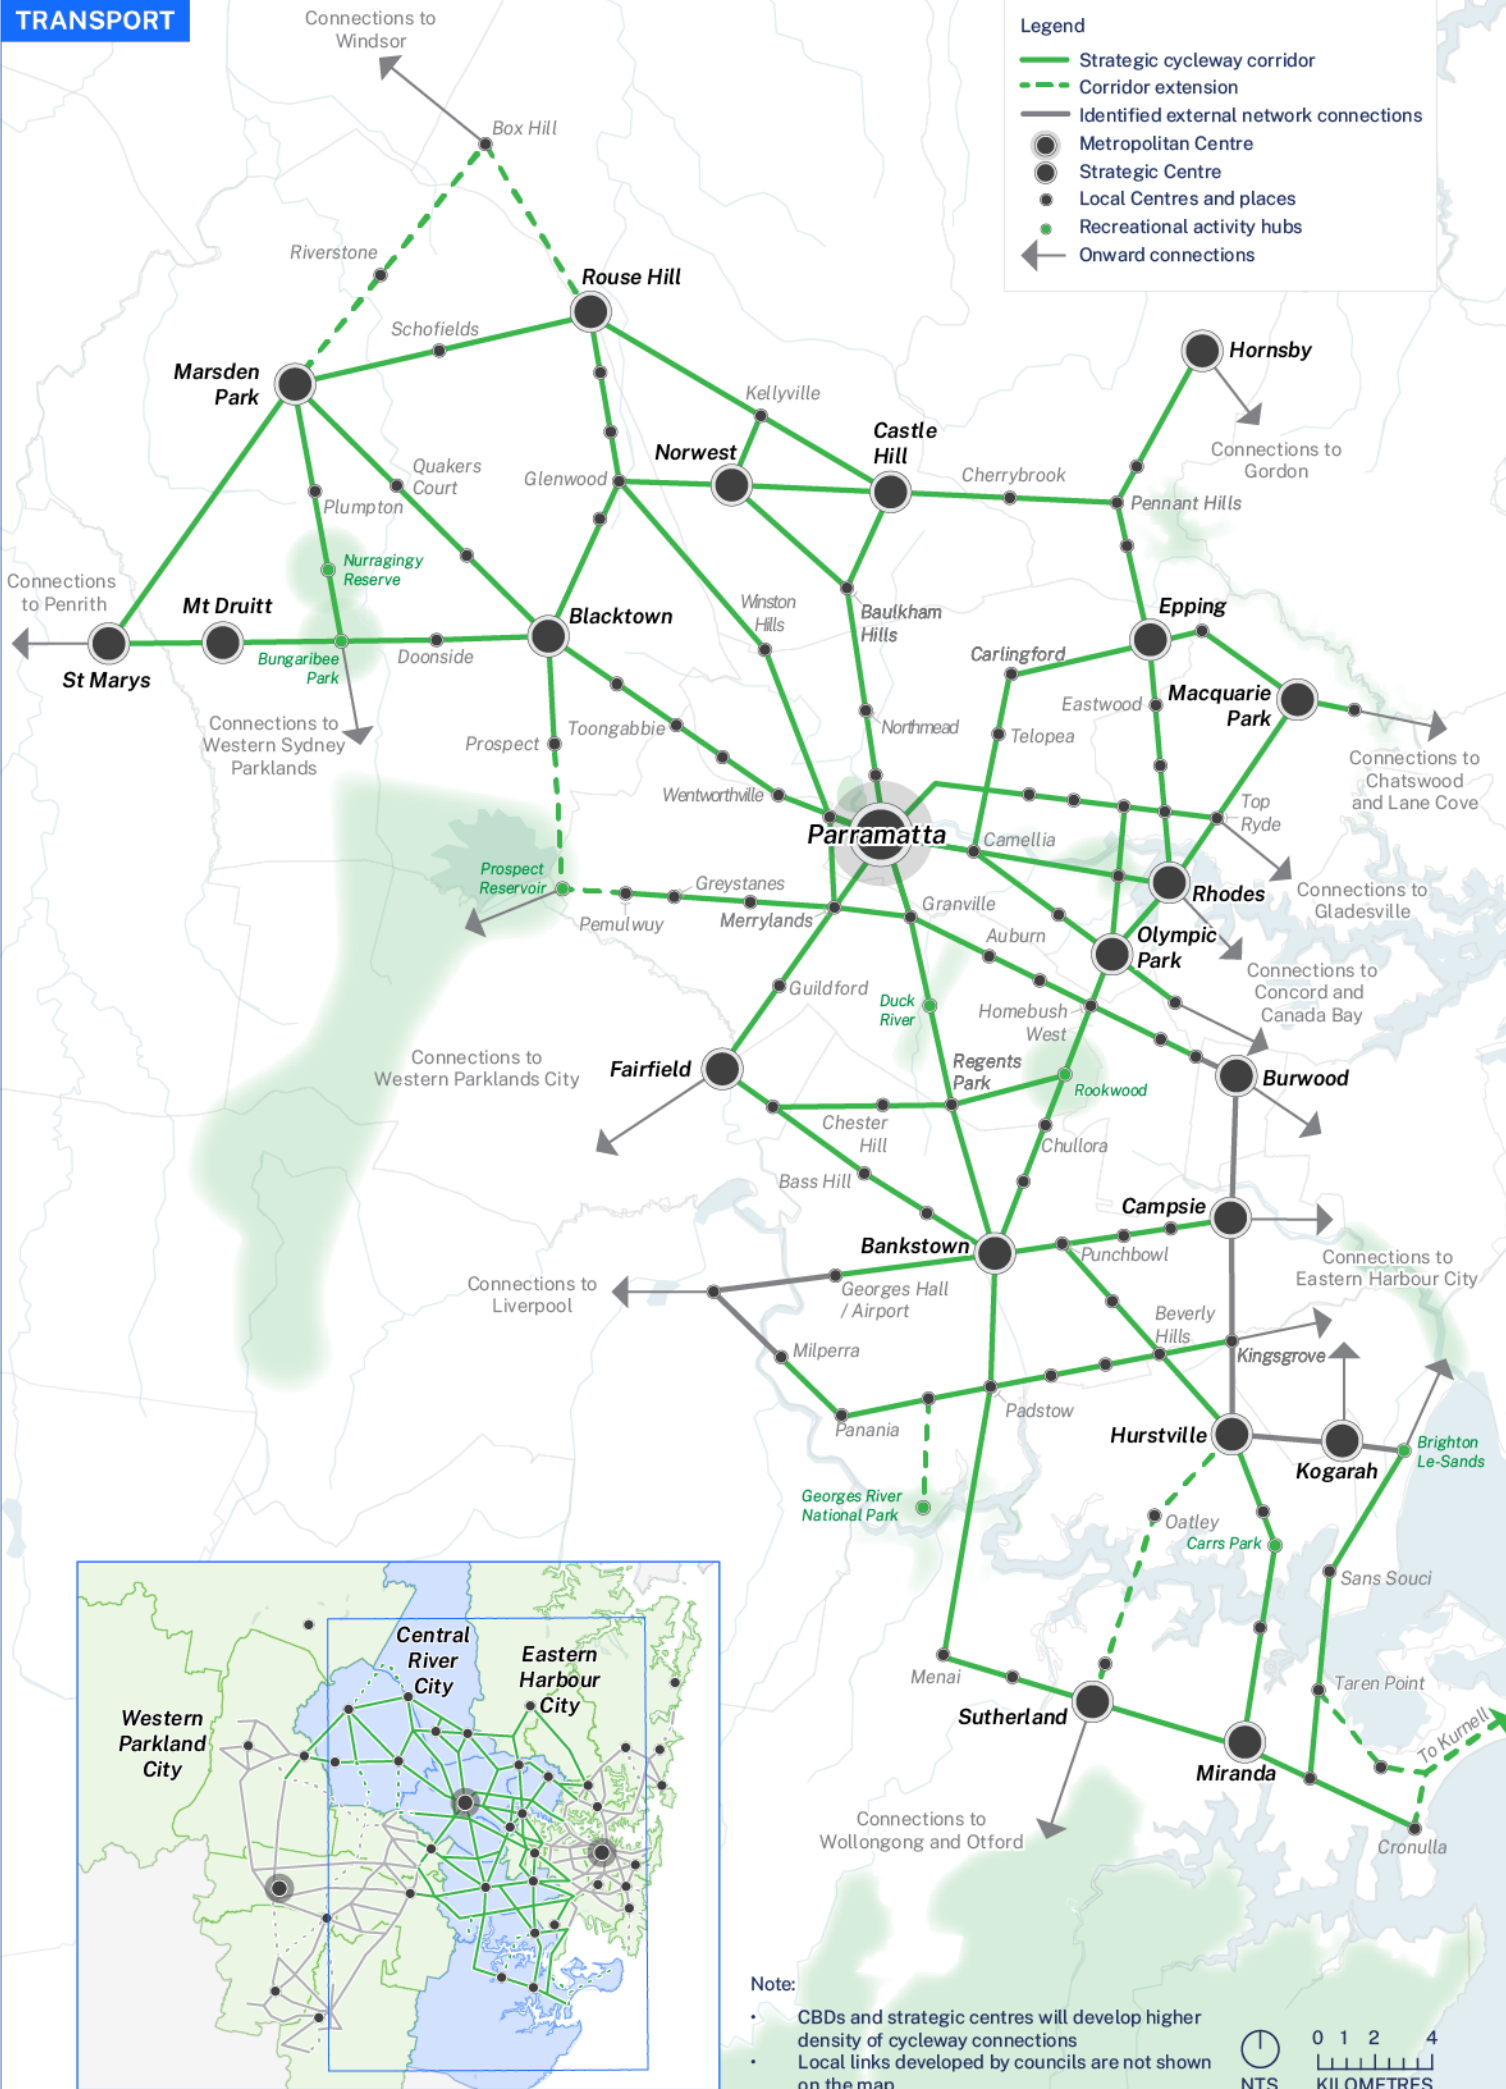 TRANSPORT
Connections to
Windsor
Legend
Strategic cycleway corridor
Corridor extension
Identified external network connections
Metropolitan Centre
Strategic Centre
Local Centres and places
Recreational activity hubs
Onward connections
Box Hill
Riverstone
Rouse Hill
Schofields
Marsden
Park
Hornsby
Kellyville
Connections to
Gordon
Castle
Hill
Norwest
Quakers
Court
Glenwood
Cherrybrook
Plumpton
Pennant Hills
Nurragingy
Reserve
Connections
to Penrith
Mt Druitt
Blacktown
Winston
Hills
Baulkham
Hills
Epping
St Marys
Bungaribee
Park
Doonside
Carlingford
Macquarie
Park
Eastwood
Connections to
Western Sydney
Parklands
Prospect
Toongabbie
Northmead
Telopea
Connections to
Chatswood
and Lane Cove
Wentworthville
Top
Ryde
Parramatta
Camellia
Prospect
Reservoir
Greystanes
Pemulwuy
Merrylands
Granville
Rhodes
Connections to
Gladesville
Auburn
Olympic
Park
Guildford
Duck
River
Homebush
West
Connections to
Concord and
Canada Bay
Connections to
Western Parklands City
Fairfield
Regents
Park
Rookwood
Burwood
Chester
Hill
Chullora
Bass Hill
Campsie
Bankstown
Punchbowl
Connections to
Eastern Harbour City
Connections to
Liverpool
Georges Hall
/ Airport
Beverly
Hills
Milperra
Kingsgrove
Panania
Padstow
Hurstville
Kogarah
Brighton
Le-Sands
Georges River
National Park
Oatley
Carrs Park
Sans Souci
Menai
Taren Point
Sutherland
Miranda
To Kurnell
Cronulla
Connections to
Wollongong and Otford
Central
River
City
Eastern
Harbour
City
Western
Parkland
City
Note:
• CBDs and strategic centres will develop higher
density of cycleway connections
• Local links developed by councils are not shown
on the map
NTS
0 1 2 4
KILOMETRES